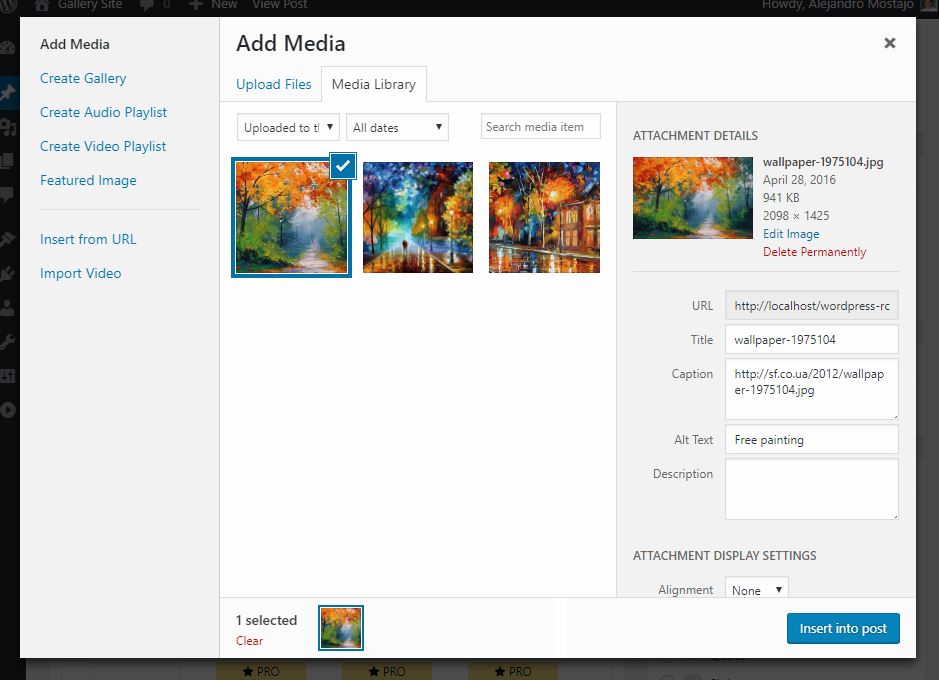 Gallery Site 0 New View Post Howdy, Alejandro Mostajo
Add Media
Create Gallery
Create Audio Playlist
Create Video Playlist
Featured Image
Insert from URL
Import Video
Add Media
Upload Files Media Library
Uploaded to tl All dates Search media item
ATTACHMENT DETAILS
wallpaper-1975104.jpg
April 28, 2016
941 KB
2098 × 1425
Edit Image
Delete Permanently
URL http://localhost/wordpress-rc
Title wallpaper-1975104
Caption http://sf.co.ua/2012/wallpap
er-1975104.jpg
Alt Text Free painting
Description
ATTACHMENT DISPLAY SETTINGS
Alignment None
1 selected
Clear
Insert into post
PRO PRO PRO